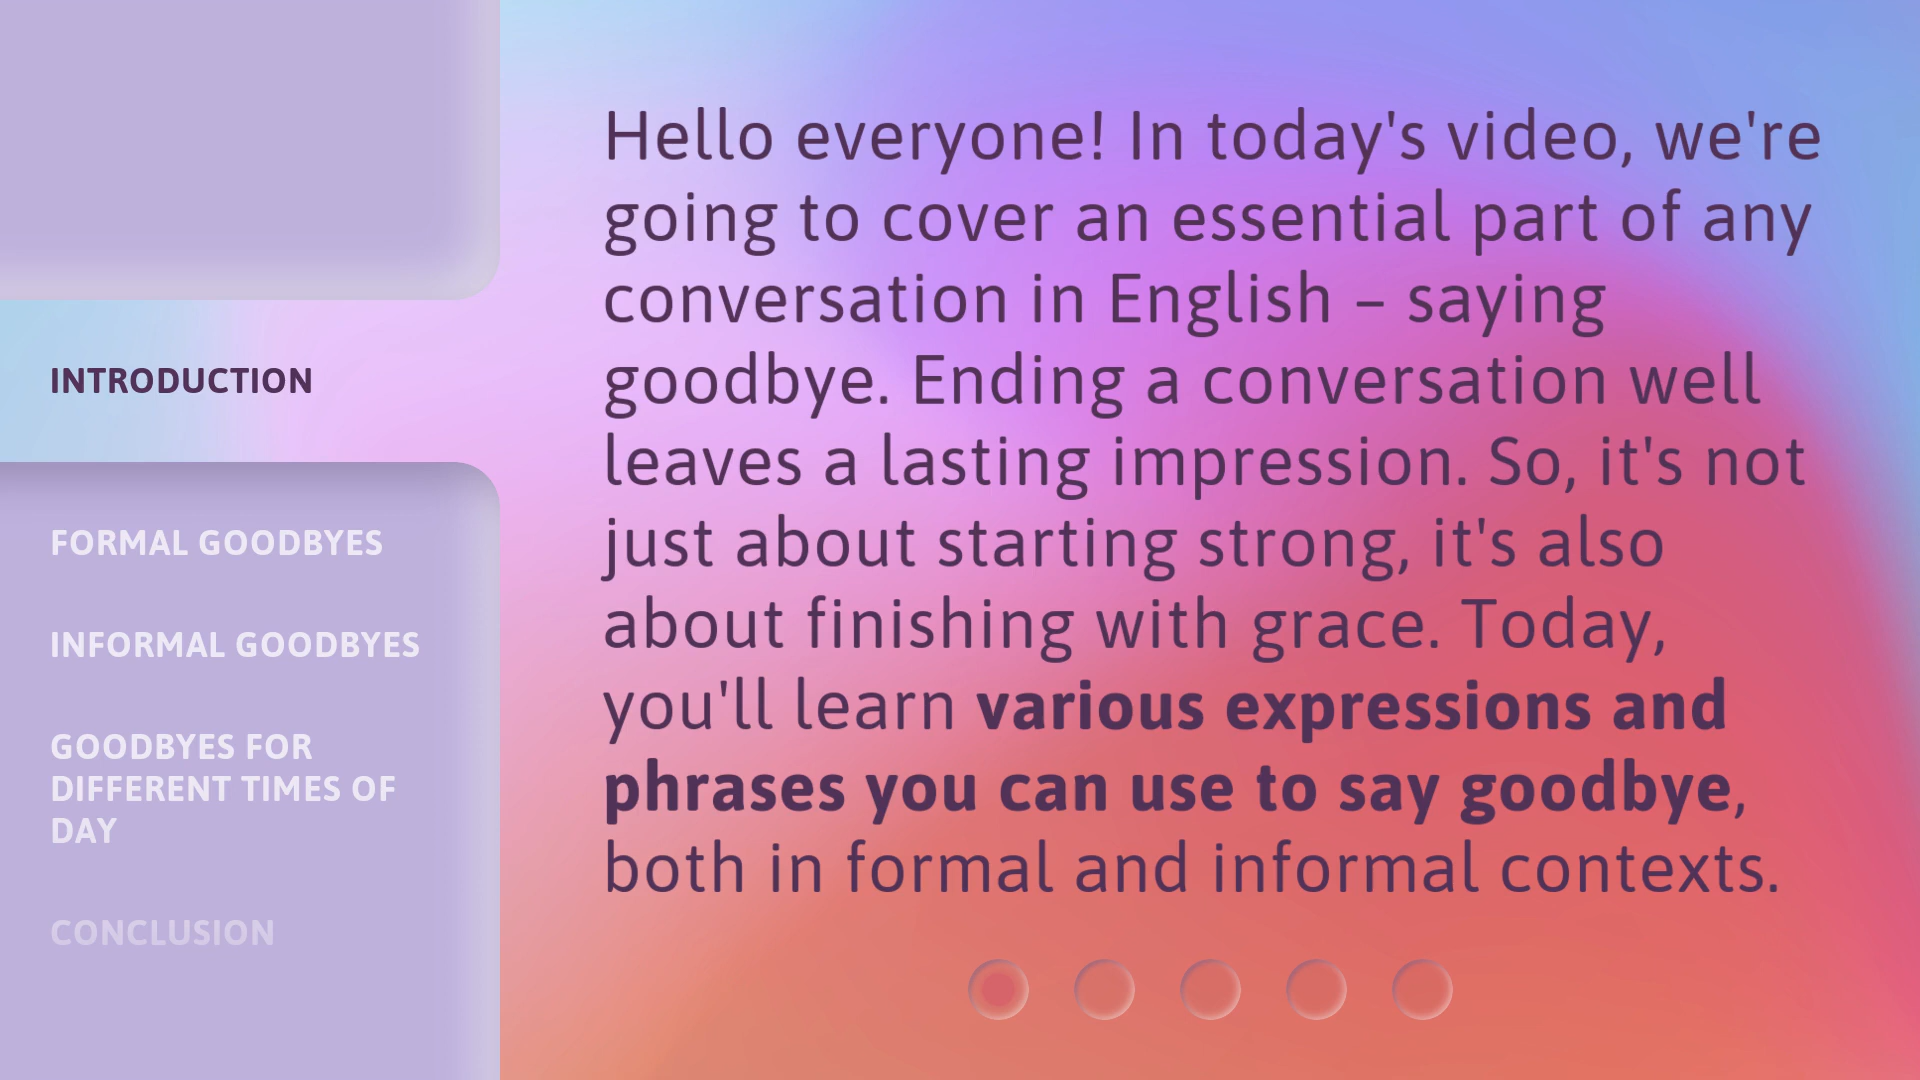 INTRODUCTION
FORMAL GOODBYES
INFORMAL GOODBYES
GOODBYES FOR
DIFFERENT TIMES OF
DAY
CONCLUSION
Hello everyone! In today's video, we're
going to cover an essential part of any
conversation in English – saying
goodbye. Ending a conversation well
leaves a lasting impression. So, it's not
just about starting strong, it's also
about finishing with grace. Today,
you'll learn various expressions and
phrases you can use to say goodbye,
both in formal and informal contexts.